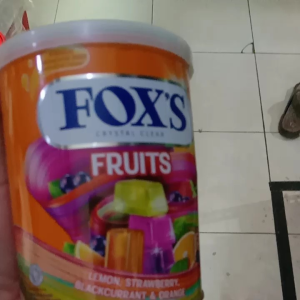 FOX'S
CRYSTAL CLEAR
FRUITS
LEMON, STRAWBERRY,
BLACKCURRANT & ORANGE